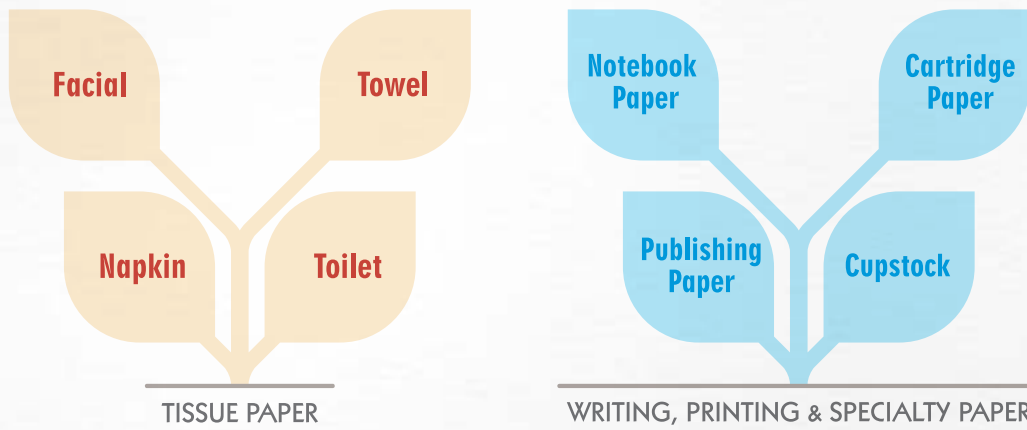 Facial
Towel
Napkin
Toilet
TISSUE PAPER
Notebook
Paper
Cartridge
Paper
Publishing
Paper
Cupstock
WRITING, PRINTING & SPECIALTY PAPER